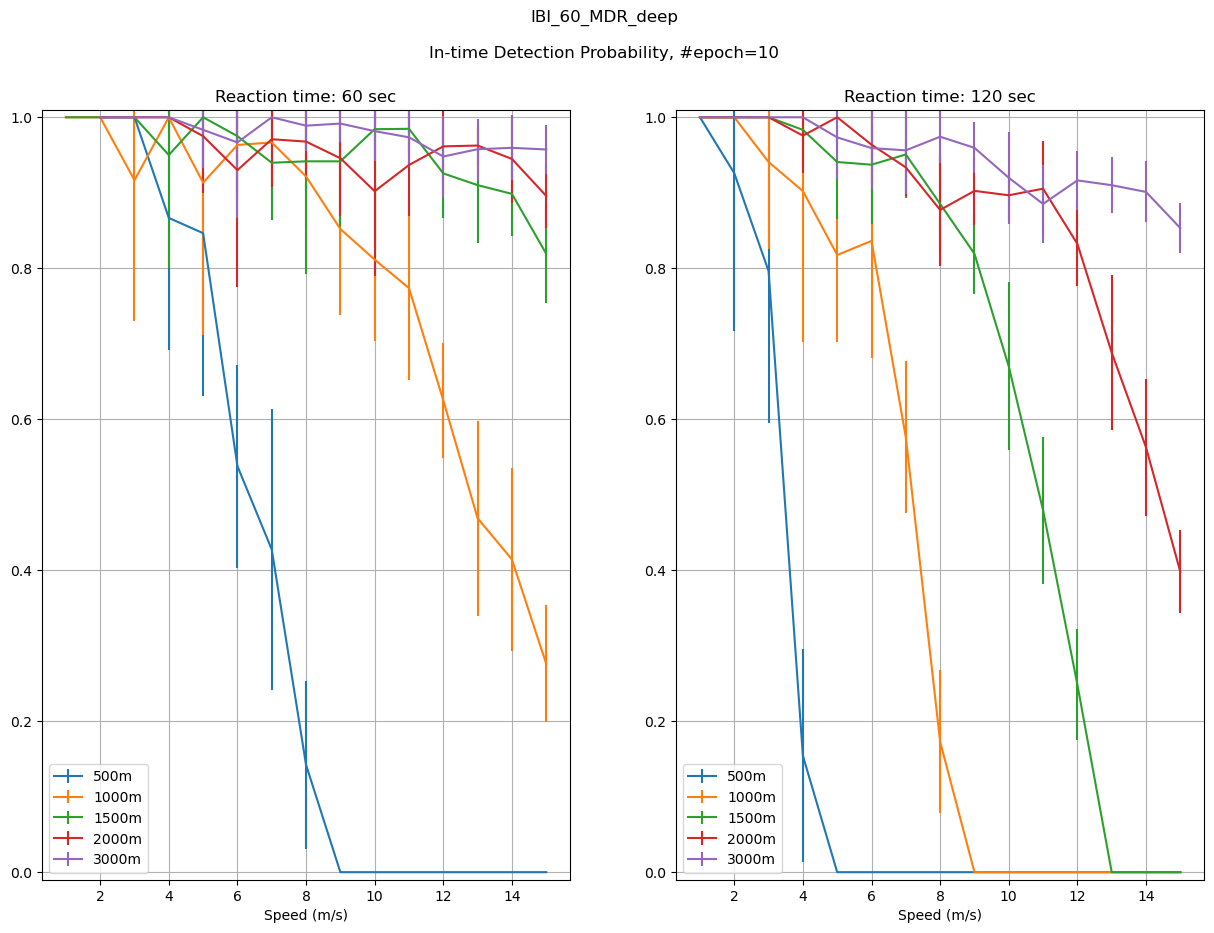 IBI_60_MDR_deep
In-time Detection Probability, #epoch=10
Reaction time: 60 sec
1.0
0.8
0.6
0.4
0.2
0.0
500m
1000m
1500m
2000m
3000m
2 4 6 8 10 12 14
Speed (m/s)
Reaction time: 120 sec
1.0
0.8
0.6
0.4
0.2
0.0
500m
1000m
1500m
2000m
3000m
2 4 6 8 10 12 14
Speed (m/s)